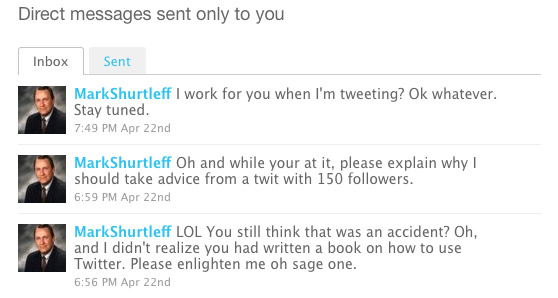 Direct messages sent only to you
Inbox Sent
MarkShurtleff I work for you when I'm tweeting? Ok whatever.
Stay tuned.
7:49 PM Apr 22nd
MarkShurtleff Oh and while your at it, please explain why I
should take advice from a twit with 150 followers.
6:59 PM Apr 22nd
MarkShurtleff LOL You still think that was an accident? Oh,
and I didn't realize you had written a book on how to use
Twitter. Please enlighten me oh sage one.
6:56 PM Apr 22nd